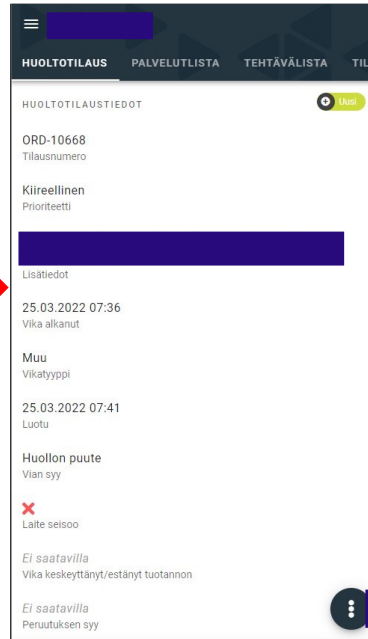 HUOLTOTILAUS PALVELUTLISTA TEHTÄVÄLISTA TIL
HUOLTOTILAUSTIEDOT Uusi
ORD-10668
Tilausnumero
Kiireellinen
Prioriteetti
Lisätiedot
25.03.2022 07:36
Vika alkanut
Muu
Vikatyyppi
25.03.2022 07:41
Luotu
Huollon puute
Vian syy
Laite seisoo
Ei saatavilla
Vika keskeyttänyt/estänyt tuotannon
Ei saatavilla
Peruutuksen syy